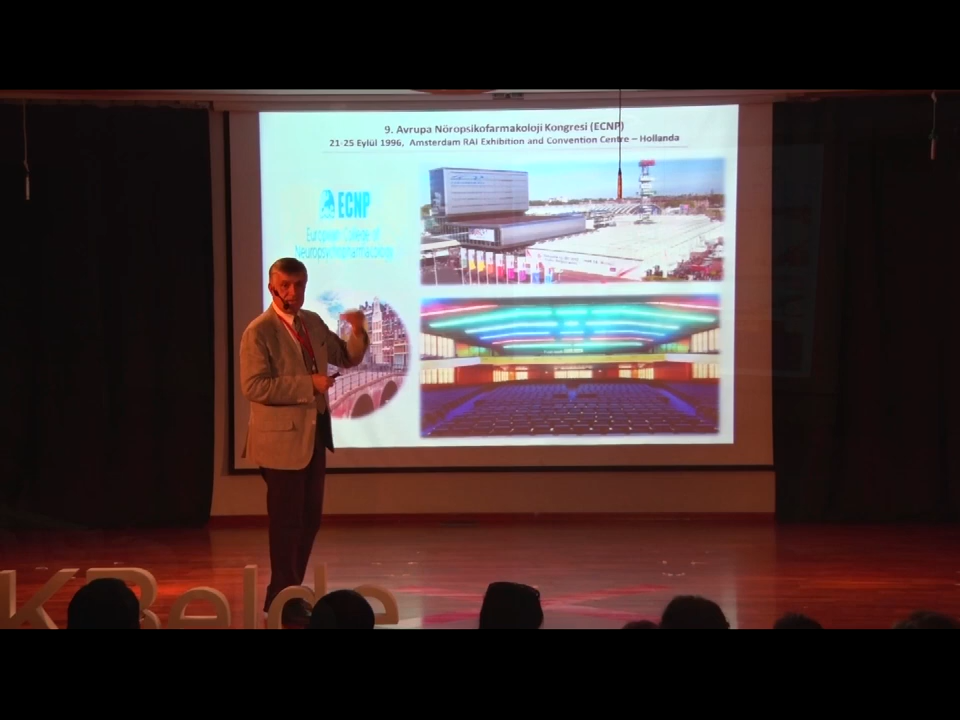 9. Avrupa Nöropsikofarmakoloji Kongresi (ECNP)
21-25 Eylül 1996, Amsterdam RAI Exhibition and Convention Centre – Hollanda
ECNP
European College of
Neuropsychopharmacology
KBelde